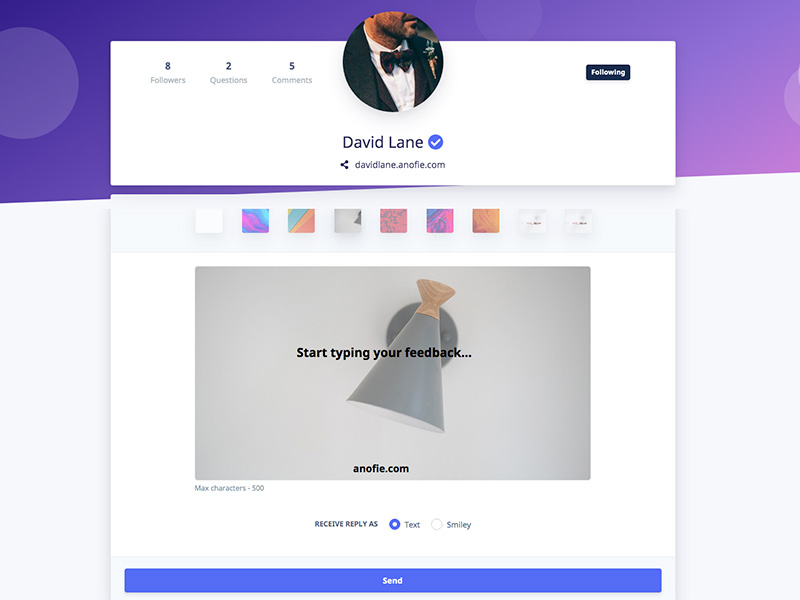 8 2 5
Followers Questions Comments
Following
David Lane
davidlane.anofie.com
Start typing your feedback...
anofie.com
Max characters - 500
RECEIVE REPLY AS Text Smiley
Send